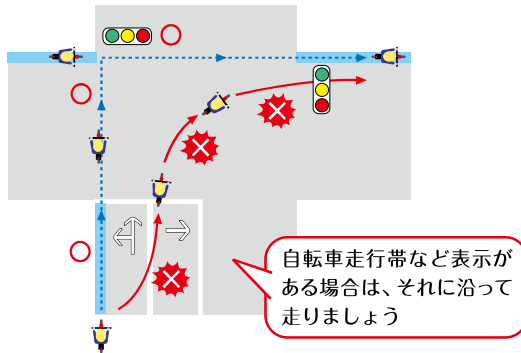 自転車走行帯など表示が
ある場合は、それに沿って
走りましょう